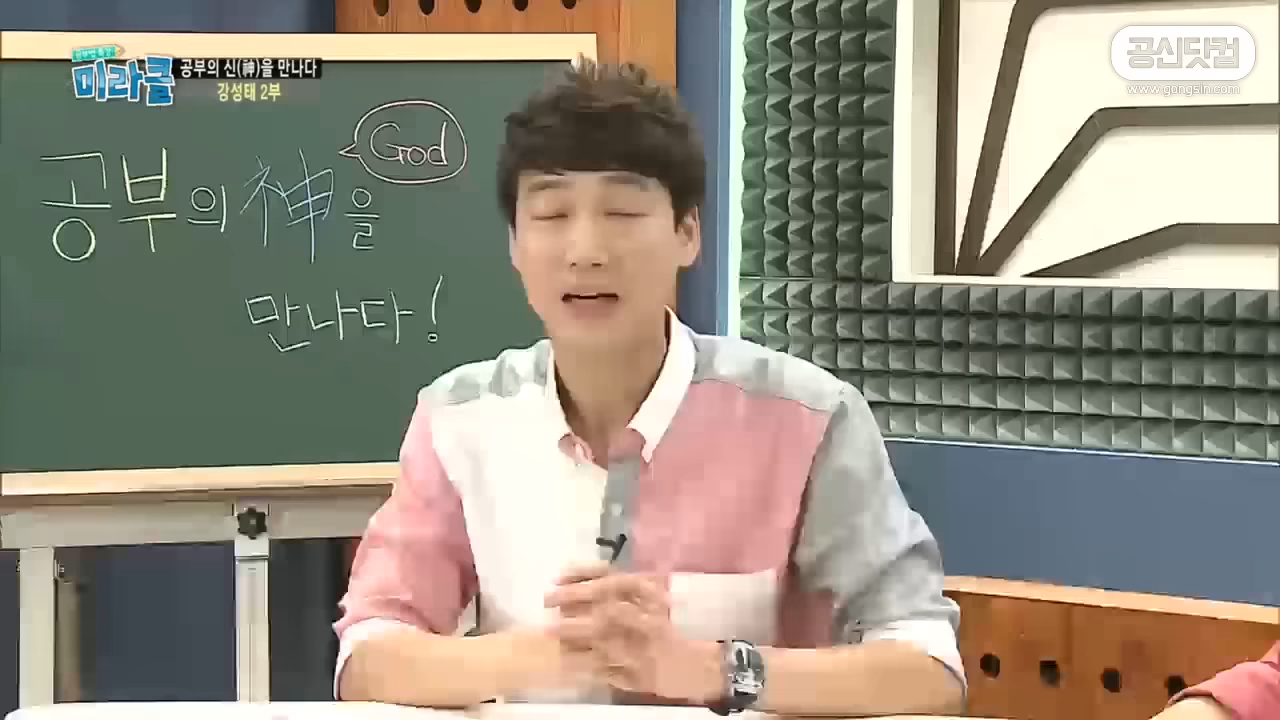 미라클
공부의 신(神)을 만나다
강성태 2부
공신닷컴
www.gongsin.com
God
공부의 神을
만나다!